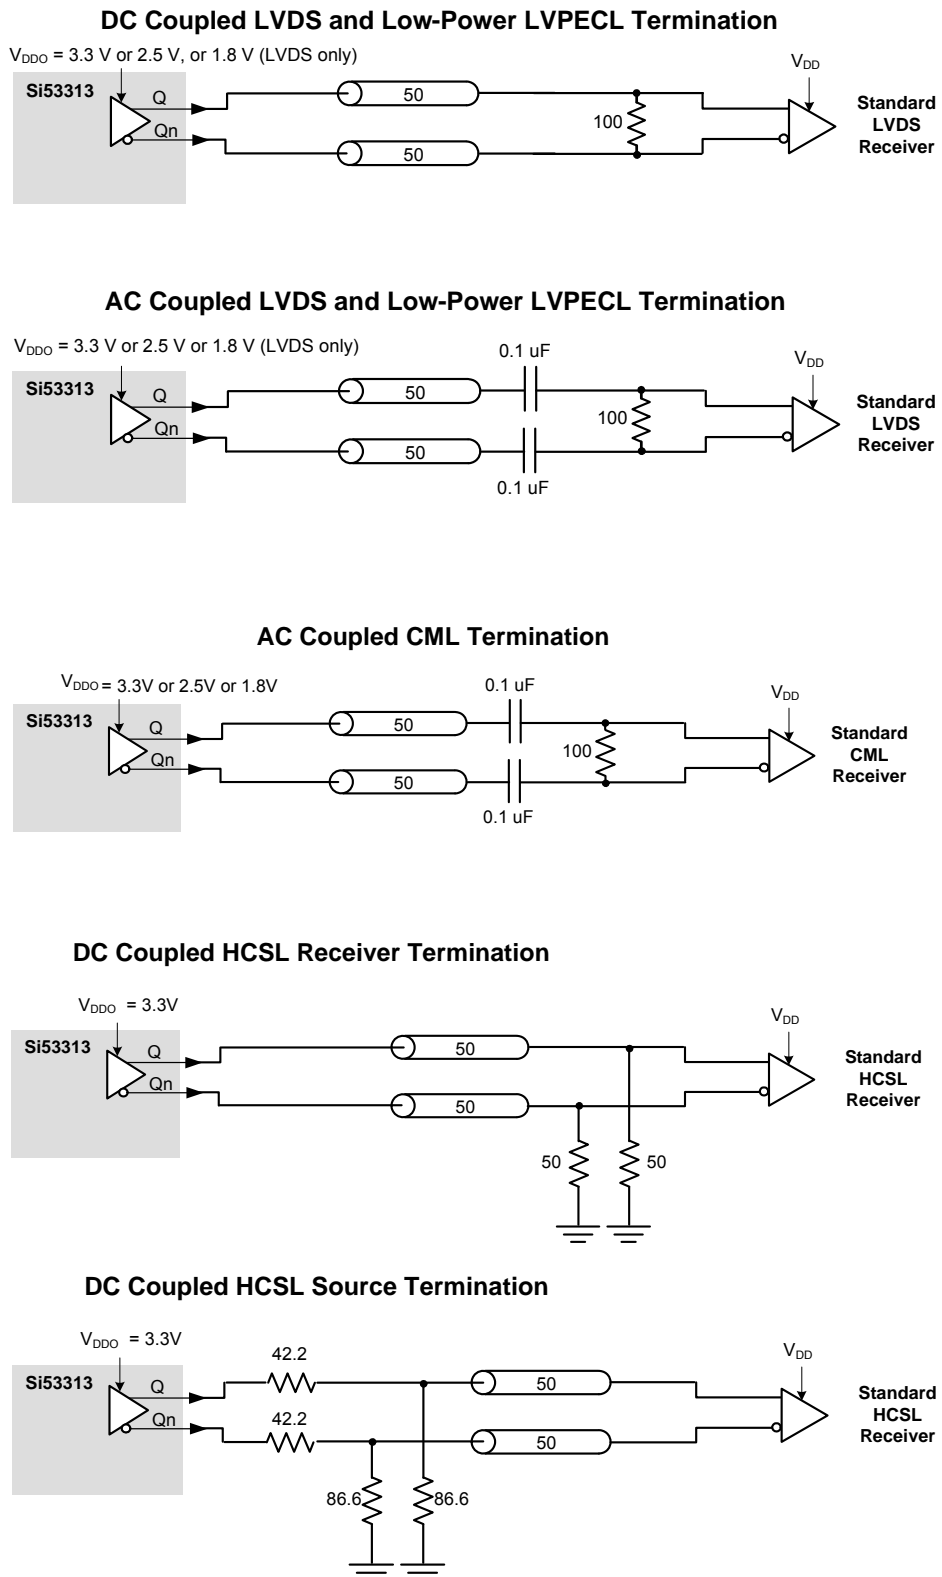 DC Coupled LVDS and Low-Power LVPECL Termination
VDDO = 3.3 V or 2.5 V, or 1.8 V (LVDS only)
Si53313
Q
Qn
50
50
100
VDD
Standard
LVDS
Receiver
AC Coupled LVDS and Low-Power LVPECL Termination
VDDO = 3.3 V or 2.5 V or 1.8 V (LVDS only)
Si53313
Q
Qn
50
50
0.1 uF
0.1 uF
100
VDD
Standard
LVDS
Receiver
AC Coupled CML Termination
VDDO = 3.3V or 2.5V or 1.8V
Si53313
Q
Qn
50
50
0.1 uF
0.1 uF
100
VDD
Standard
CML
Receiver
DC Coupled HCSL Receiver Termination
VDDO = 3.3V
Si53313
Q
Qn
50
50
50
50
VDD
Standard
HCSL
Receiver
DC Coupled HCSL Source Termination
VDDO = 3.3V
Si53313
Q
Qn
42.2
42.2
86.6
86.6
50
50
VDD
Standard
HCSL
Receiver